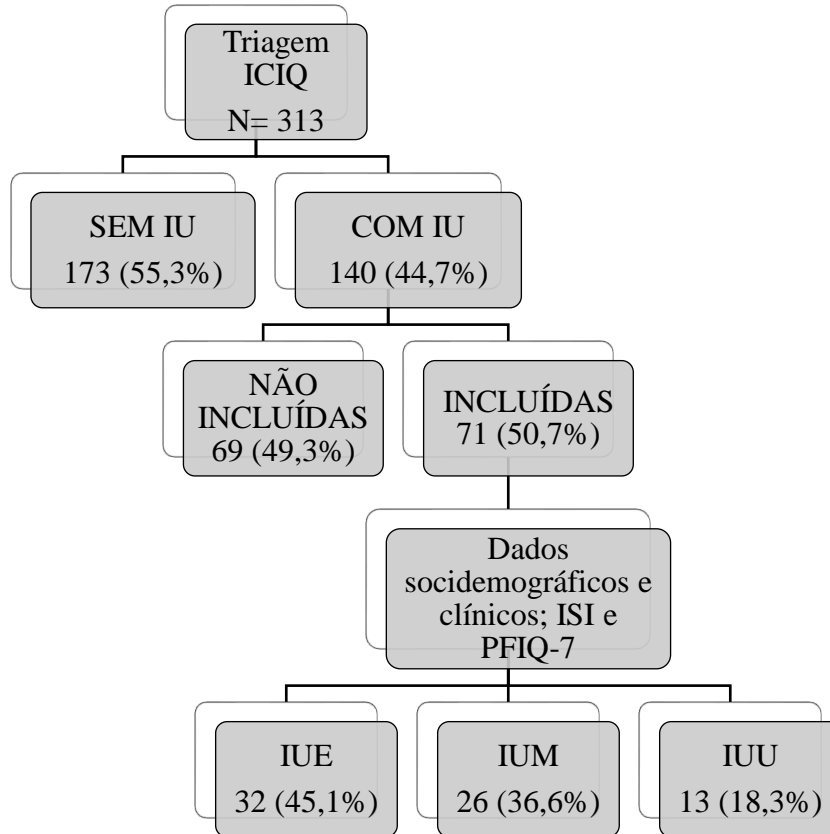 Triagem
ICIQ
N= 313
SEM IU
173 (55,3%)
COM IU
140 (44,7%)
NÃO
INCLUÍDAS
69 (49,3%)
INCLUÍDAS
71 (50,7%)
Dados
socidemográficos e
clínicos; ISI e
PFIQ-7
IUE
32 (45,1%)
IUM
26 (36,6%)
IUU
13 (18,3%)